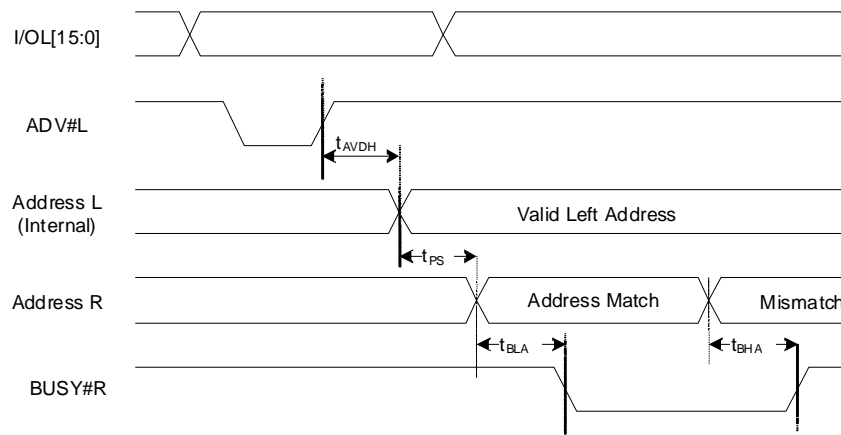 I/OL[15:0]
ADV#L
tAVDH
Address L
(Internal)
Valid Left Address
tPS
Address R
Address Match
Mismatch
tBLA
tBHA
BUSY#R